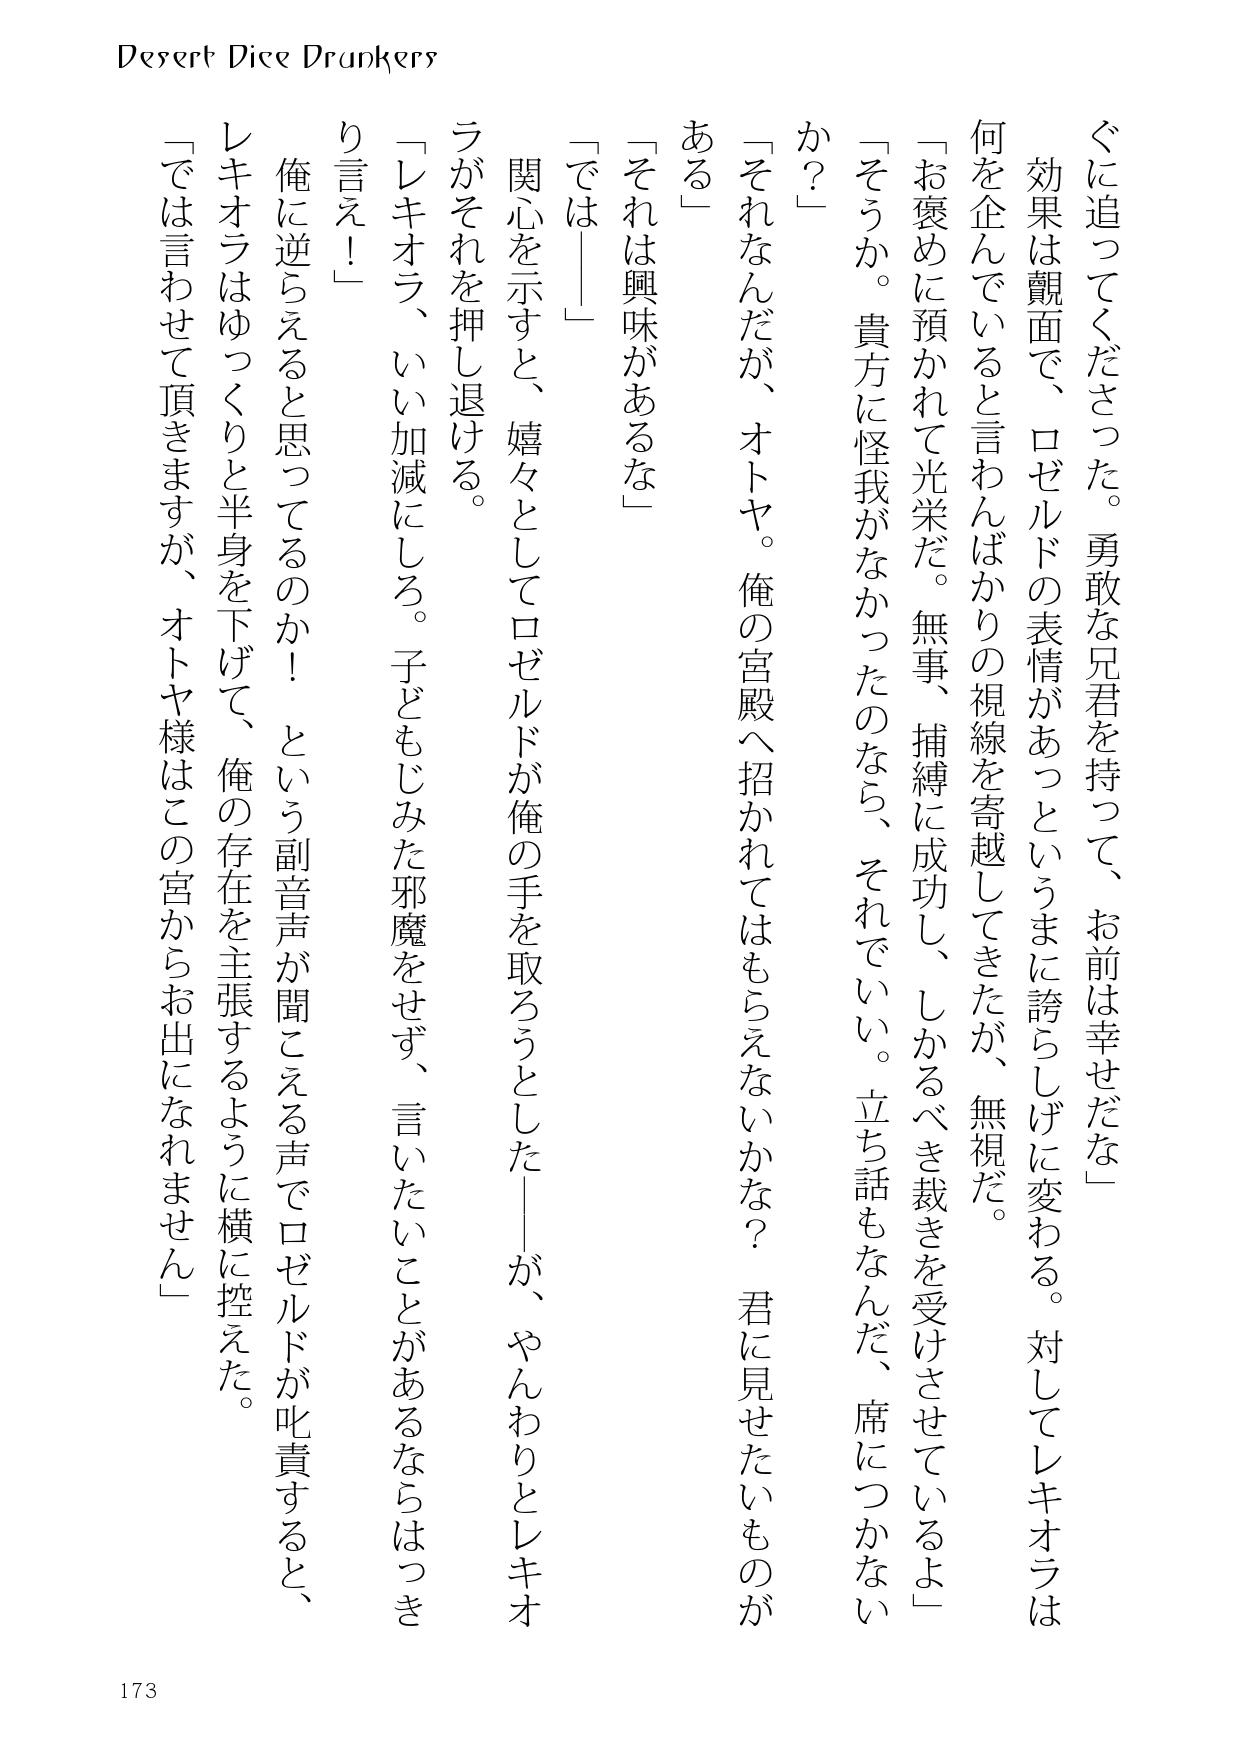 Desert Dice Drunkers
ぐに追ってくださった。勇敢な兄君を持って、お前は幸せだな」
　効果は覿面で、ロゼルドの表情があっというまに誇らしげに変わる。対してレキオラは
何を企んでいると言わんばかりの視線を寄越してきたが、無視だ。
「お褒めに預かれて光栄だ。無事、捕縛に成功し、しかるべき裁きを受けさせているよ」
「そうか。貴方に怪我がなかったのなら、それでいい。立ち話もなんだ、席につかない
か？」
「それなんだが、オトヤ。俺の宮殿へ招かれてはもらえないかな？　君に見せたいものが
ある」
「それは興味があるな」
「では――」
　関心を示すと、嬉々としてロゼルドが俺の手を取ろうとした――が、やんわりとレキオ
ラがそれを押し退ける。
「レキオラ、いい加減にしろ。子どもじみた邪魔をせず、言いたいことがあるならはっき
り言え！」
　俺に逆らえると思ってるのか！　という副音声が聞こえる声でロゼルドが叱責すると、
レキオラはゆっくりと半身を下げて、俺の存在を主張するように横に控えた。
「では言わせて頂きますが、オトヤ様はこの宮からお出になれません」
173